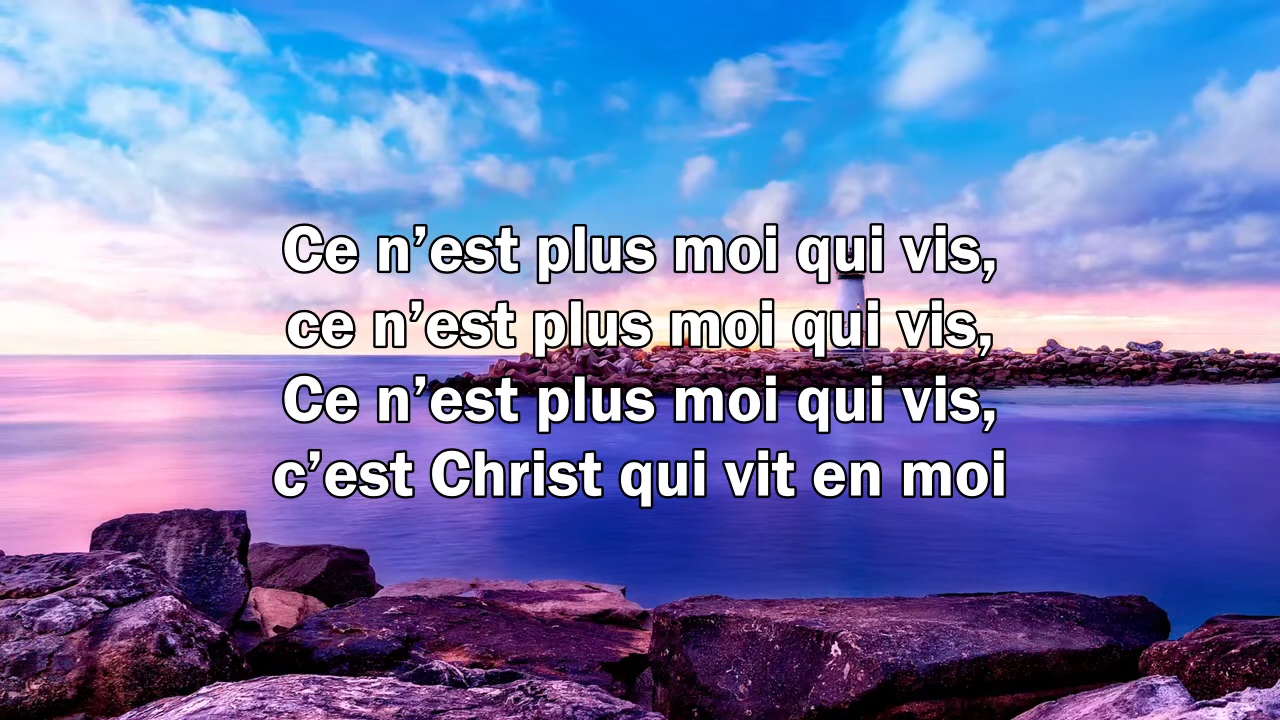 Ce n’est plus moi qui vis,
ce n’est plus moi qui vis,
Ce n’est plus moi qui vis,
c’est Christ qui vit en moi